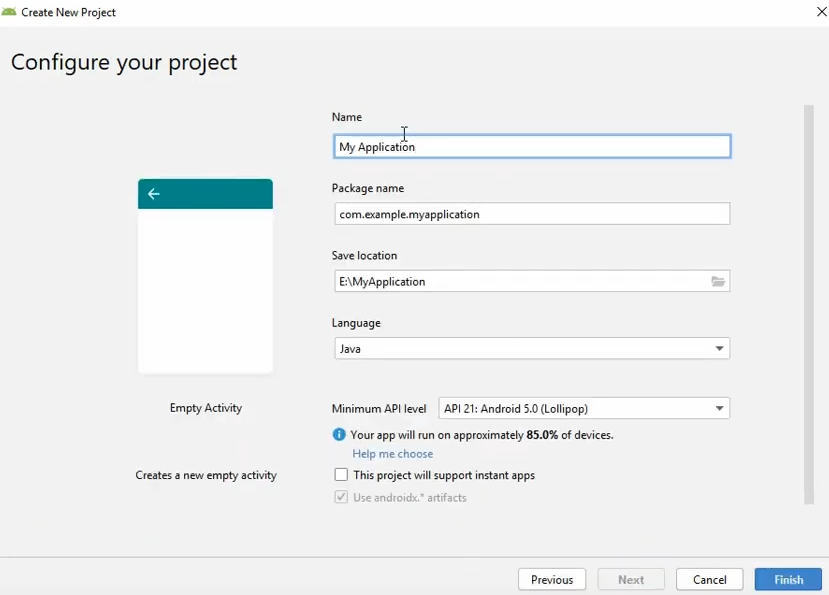 Create New Project
Configure your project
Name
My Application
Package name
com.example.myapplication
Save location
E:\MyApplication
Language
Java
Empty Activity
Minimum API level
API 21: Android 5.0 (Lollipop)
Your app will run on approximately 85.0% of devices.
Help me choose
Creates a new empty activity
This project will support instant apps
Use androidx.* artifacts
Previous
Next
Cancel
Finish